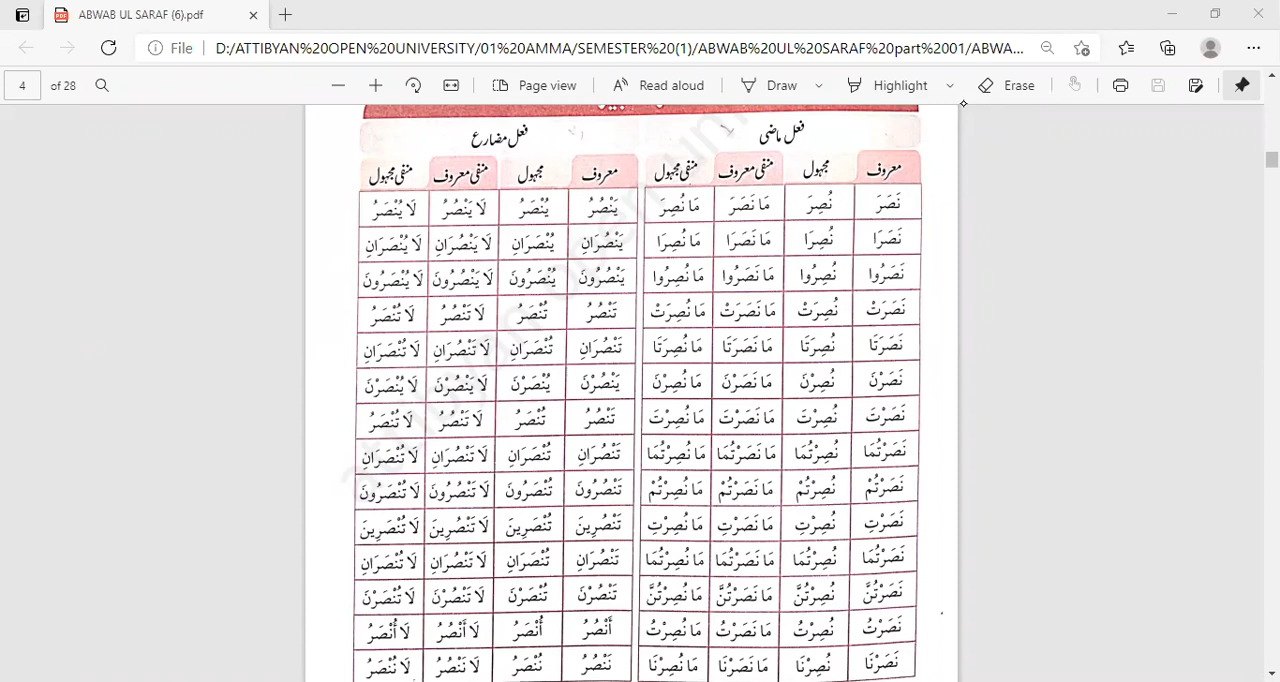 ABWAB UL SARAF (6).pdf
File D:/ATTIBYAN%20OPEN%20UNIVERSITY/01%20AMMA/SEMESTER%20(1)/ABWAB%20UL%20SARAF%20part%2001/ABWA...
4 of 28 Page view Read aloud Draw Highlight Erase
فعل ماضی فعل مضارع
معروف مجہول منفی معروف منفی مجہول معروف مجہول منفی معروف منفی مجہول
نَصَرَ نُصِرَ مَا نَصَرَ مَا نُصِرَ يَنْصُرُ يُنْصَرُ لَا يَنْصُرُ لَا يُنْصَرُ
نَصَرَا نُصِرَا مَا نَصَرَا مَا نُصِرَا يَنْصُرَانِ يُنْصَرَانِ لَا يَنْصُرَانِ لَا يُنْصَرَانِ
نَصَرُوا نُصِرُوا مَا نَصَرُوا مَا نُصِرُوا يَنْصُرُونَ يُنْصَرُونَ لَا يَنْصُرُونَ لَا يُنْصَرُونَ
نَصَرَتْ نُصِرَتْ مَا نَصَرَتْ مَا نُصِرَتْ تَنْصُرُ تُنْصَرُ لَا تَنْصُرُ لَا تُنْصَرُ
نَصَرَتَا نُصِرَتَا مَا نَصَرَتَا مَا نُصِرَتَا تَنْصُرَانِ تُنْصَرَانِ لَا تَنْصُرَانِ لَا تُنْصَرَانِ
نَصَرْنَ نُصِرْنَ مَا نَصَرْنَ مَا نُصِرْنَ يَنْصُرْنَ يُنْصَرْنَ لَا يَنْصُرْنَ لَا يُنْصَرْنَ
نَصَرْتَ نُصِرْتَ مَا نَصَرْتَ مَا نُصِرْتَ تَنْصُرُ تُنْصَرُ لَا تَنْصُرُ لَا تُنْصَرُ
نَصَرْتُمَا نُصِرْتُمَا مَا نَصَرْتُمَا مَا نُصِرْتُمَا تَنْصُرَانِ تُنْصَرَانِ لَا تَنْصُرَانِ لَا تُنْصَرَانِ
نَصَرْتُمْ نُصِرْتُمْ مَا نَصَرْتُمْ مَا نُصِرْتُمْ تَنْصُرُونَ تُنْصَرُونَ لَا تَنْصُرُونَ لَا تُنْصَرُونَ
نَصَرْتِ نُصِرْتِ مَا نَصَرْتِ مَا نُصِرْتِ تَنْصُرِينَ تُنْصَرِينَ لَا تَنْصُرِينَ لَا تُنْصَرِينَ
نَصَرْتُمَا نُصِرْتُمَا مَا نَصَرْتُمَا مَا نُصِرْتُمَا تَنْصُرَانِ تُنْصَرَانِ لَا تَنْصُرَانِ لَا تُنْصَرَانِ
نَصَرْتُنَّ نُصِرْتُنَّ مَا نَصَرْتُنَّ مَا نُصِرْتُنَّ تَنْصُرْنَ تُنْصَرْنَ لَا تَنْصُرْنَ لَا تُنْصَرْنَ
نَصَرْتُ نُصِرْتُ مَا نَصَرْتُ مَا نُصِرْتُ أَنْصُرُ أُنْصَرُ لَا أَنْصُرُ لَا أُنْصَرُ
نَصَرْنَا نُصِرْنَا مَا نَصَرْنَا مَا نُصِرْنَا نَنْصُرُ نُنْصَرُ لَا نَنْصُرُ لَا نُنْصَرُ